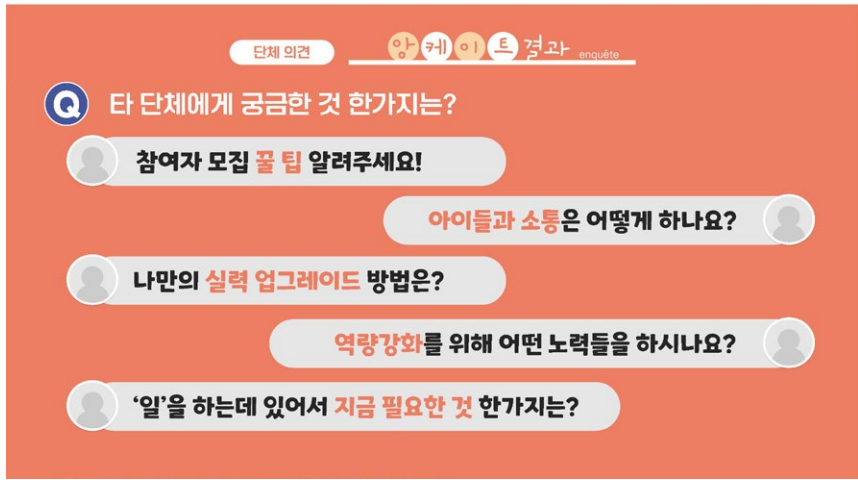 단체 의견
앙케이트 결과 enquête
Q 타 단체에게 궁금한 것 한가지는?
참여자 모집 꿀 팁 알려주세요!
아이들과 소통은 어떻게 하나요?
나만의 실력 업그레이드 방법은?
역량강화를 위해 어떤 노력들을 하시나요?
‘일’을 하는데 있어서 지금 필요한 것 한가지는?